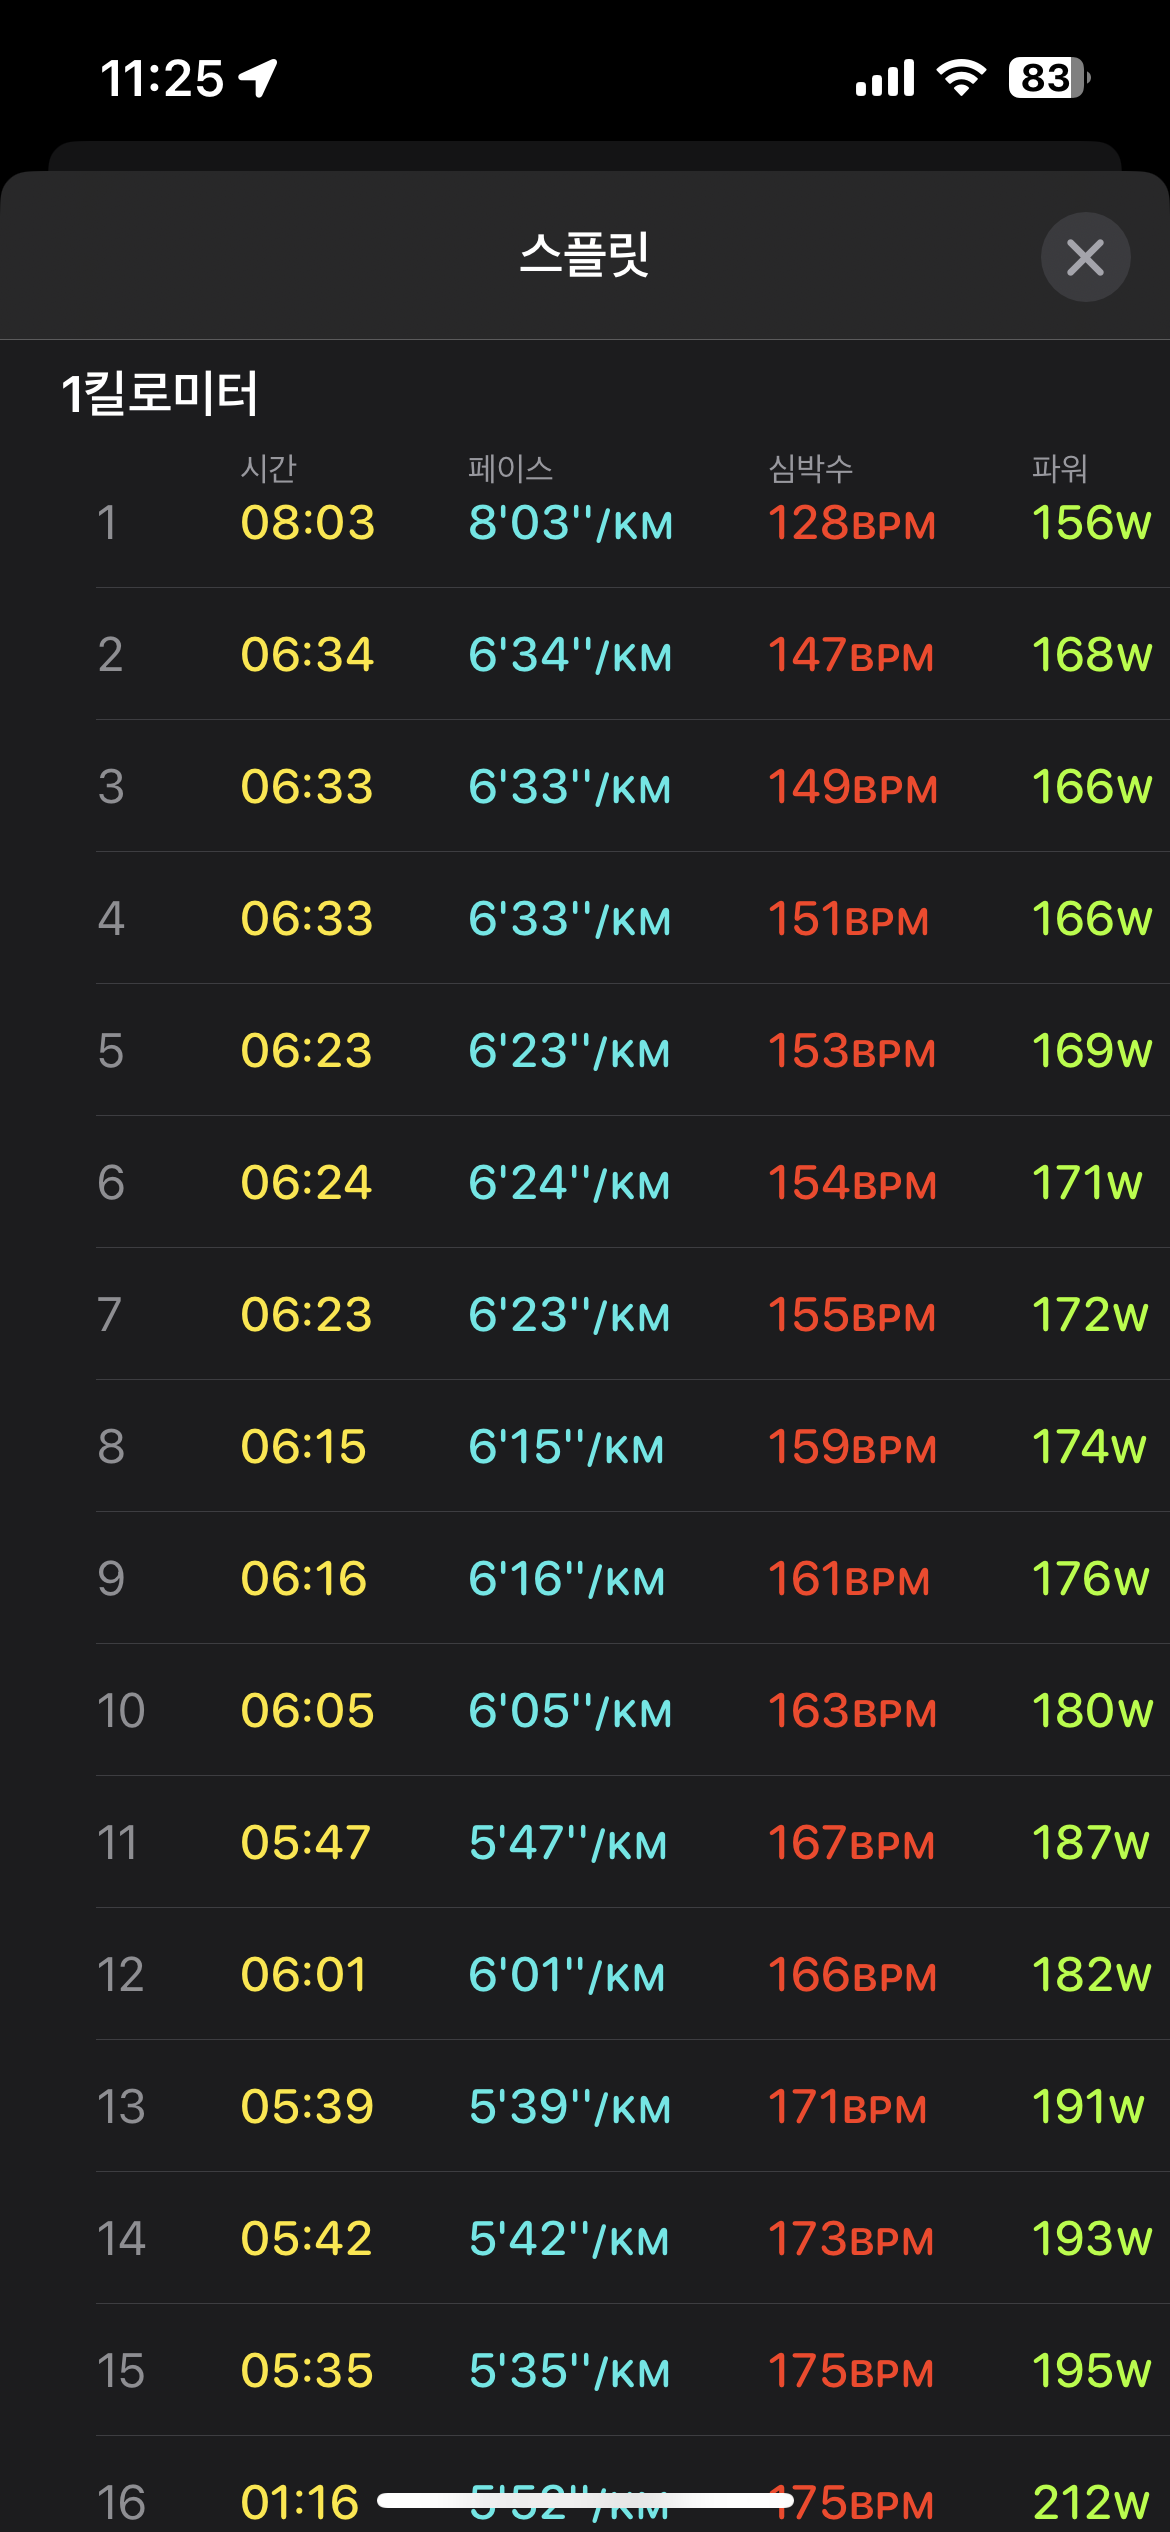 11:25 83
스플릿
1킬로미터
시간 페이스 심박수 파워
1 08:03 8'03''/KM 128BPM 156W
2 06:34 6'34''/KM 147BPM 168W
3 06:33 6'33''/KM 149BPM 166W
4 06:33 6'33''/KM 151BPM 166W
5 06:23 6'23''/KM 153BPM 169W
6 06:24 6'24''/KM 154BPM 171W
7 06:23 6'23''/KM 155BPM 172W
8 06:15 6'15''/KM 159BPM 174W
9 06:16 6'16''/KM 161BPM 176W
10 06:05 6'05''/KM 163BPM 180W
11 05:47 5'47''/KM 167BPM 187W
12 06:01 6'01''/KM 166BPM 182W
13 05:39 5'39''/KM 171BPM 191W
14 05:42 5'42''/KM 173BPM 193W
15 05:35 5'35''/KM 175BPM 195W
16 01:16 5'52''/KM 175BPM 212W